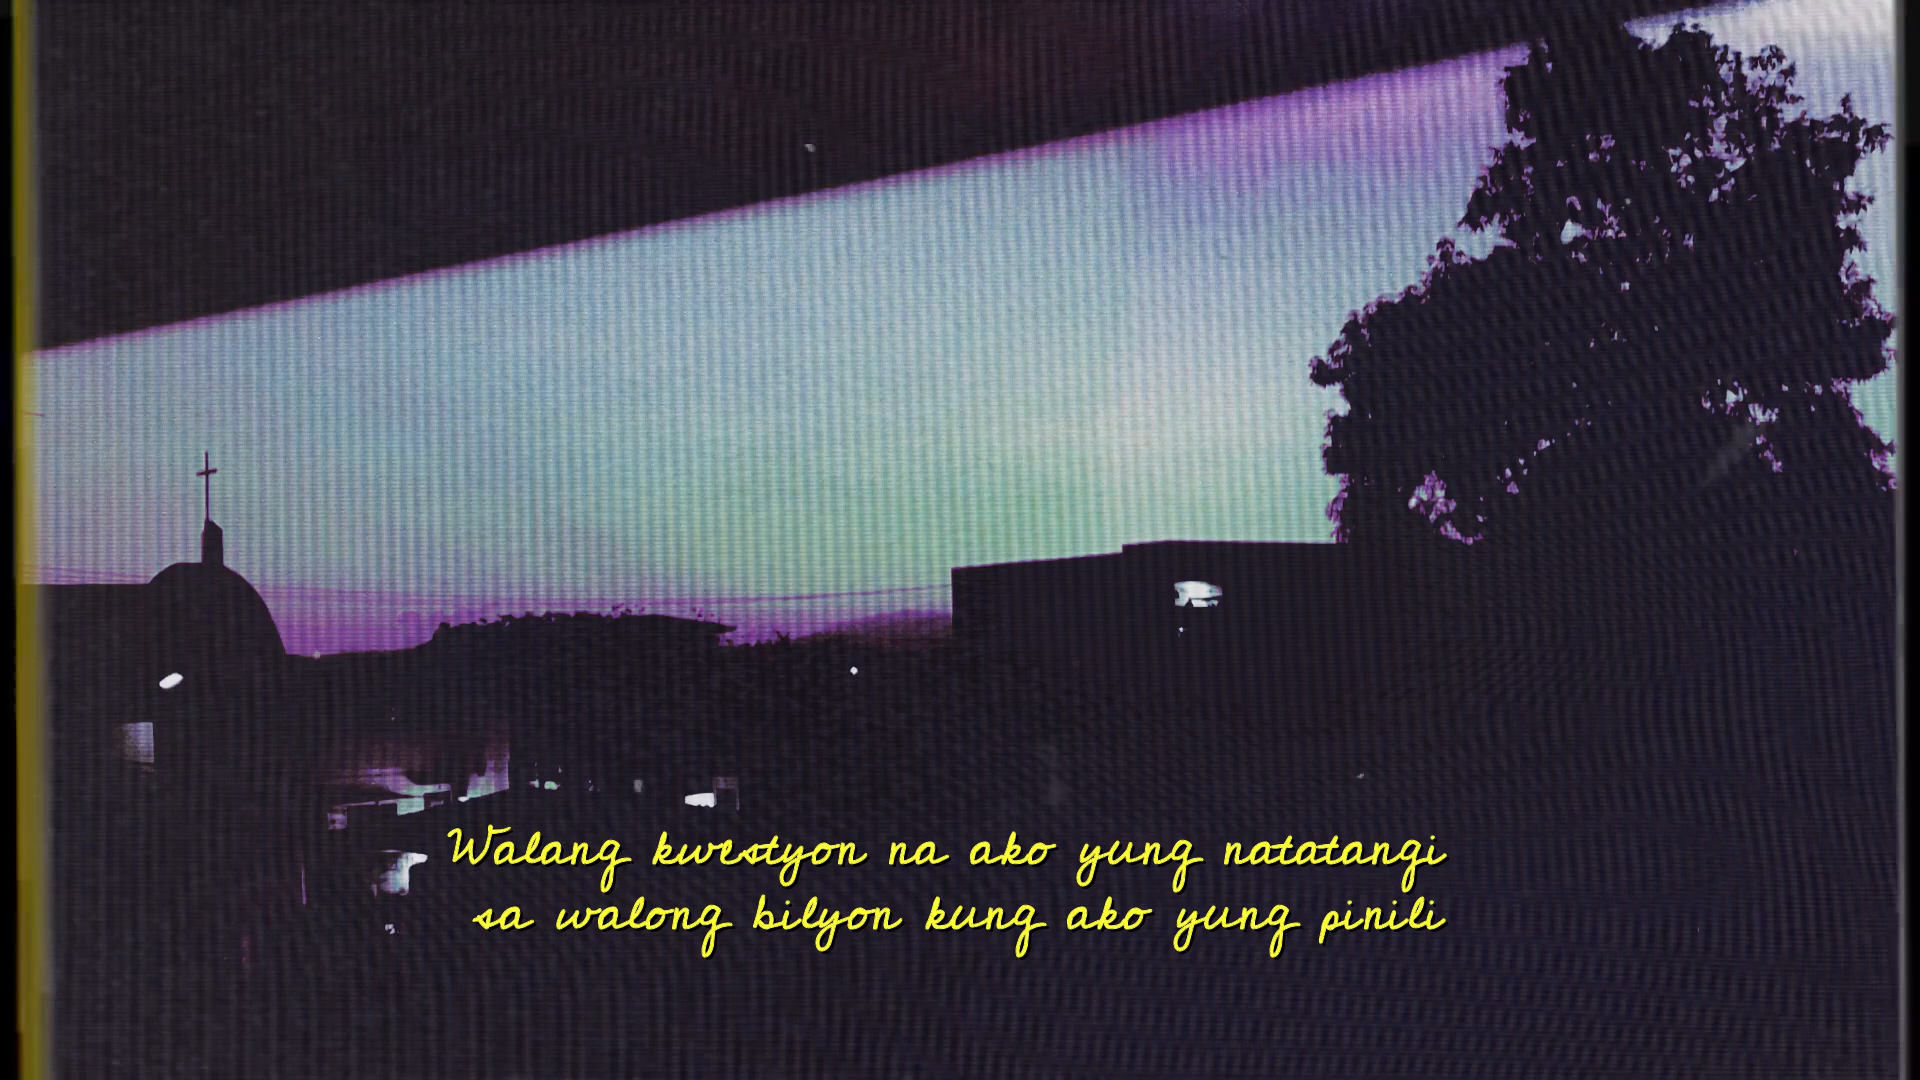 Walang kwestyon na ako yung natatangi
sa walong bilyon kung ako yung pinili